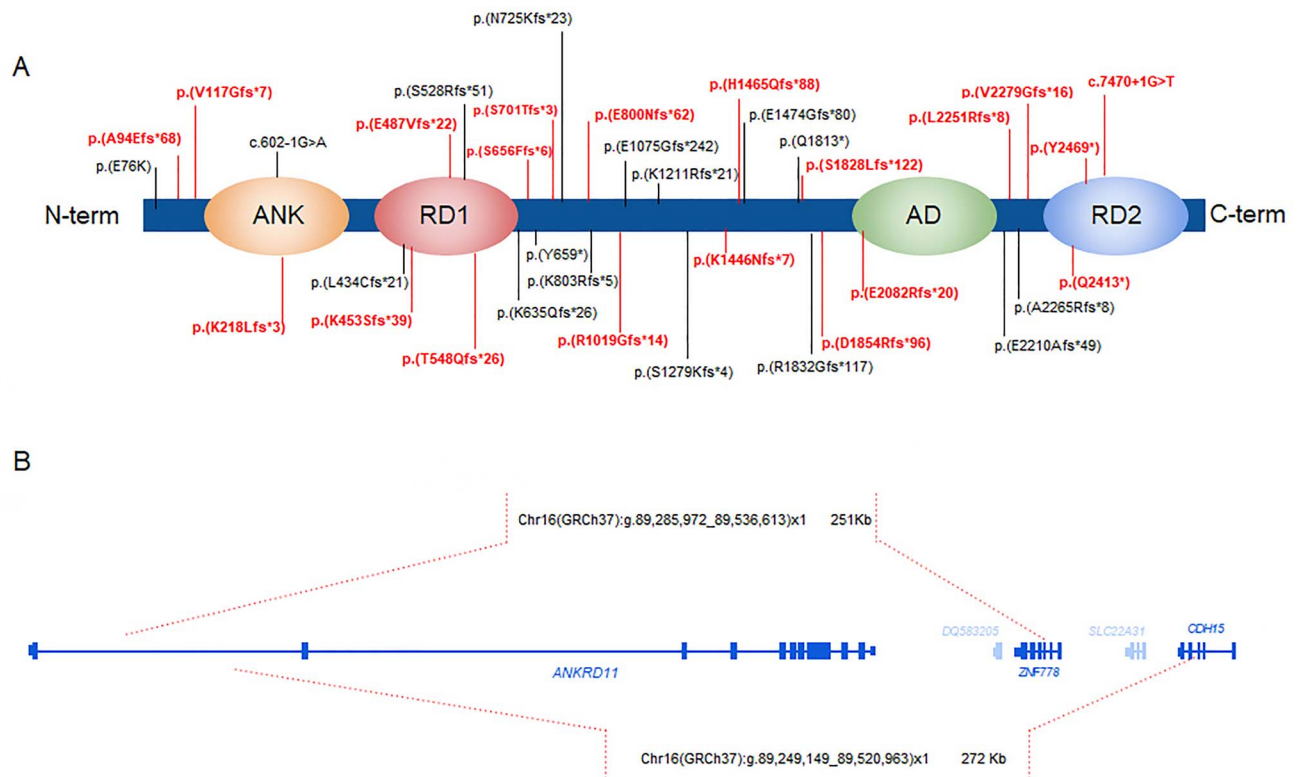 A
p.(N725Kfs*23)
p.(V117Gfs*7)
p.(S528Rfs*51)
p.(H1465Qfs*88)
p.(V2279Gfs*16)
c.7470+1G>T
p.(A94Efs*68)
c.602-1G>A
p.(E487Vfs*22)
p.(S701Tfs*3)
p.(E800Nfs*62)
p.(E1474Gfs*80)
p.(L2251Rfs*8)
p.(E76K)
p.(S656Ffs*6)
p.(E1075Gfs*242)
p.(Q1813*)
p.(Y2469*)
p.(K1211Rfs*21)
p.(S1828Lfs*122)
N-term
ANK
RD1
AD
RD2
C-term
p.(L434Cfs*21)
p.(Y659*)
p.(K1446Nfs*7)
p.(Q2413*)
p.(K803Rfs*5)
p.(E2082Rfs*20)
p.(K218Lfs*3)
p.(K453Sfs*39)
p.(K635Qfs*26)
p.(A2265Rfs*8)
p.(T548Qfs*26)
p.(R1019Gfs*14)
p.(D1854Rfs*96)
p.(E2210Afs*49)
p.(S1279Kfs*4)
p.(R1832Gfs*117)
B
Chr16(GRCh37):g.89,285,972_89,536,613)x1 251Kb
DQ583205
SLC22A31
CDH15
ANKRD11
ZNF778
Chr16(GRCh37):g.89,249,149_89,520,963)x1 272 Kb